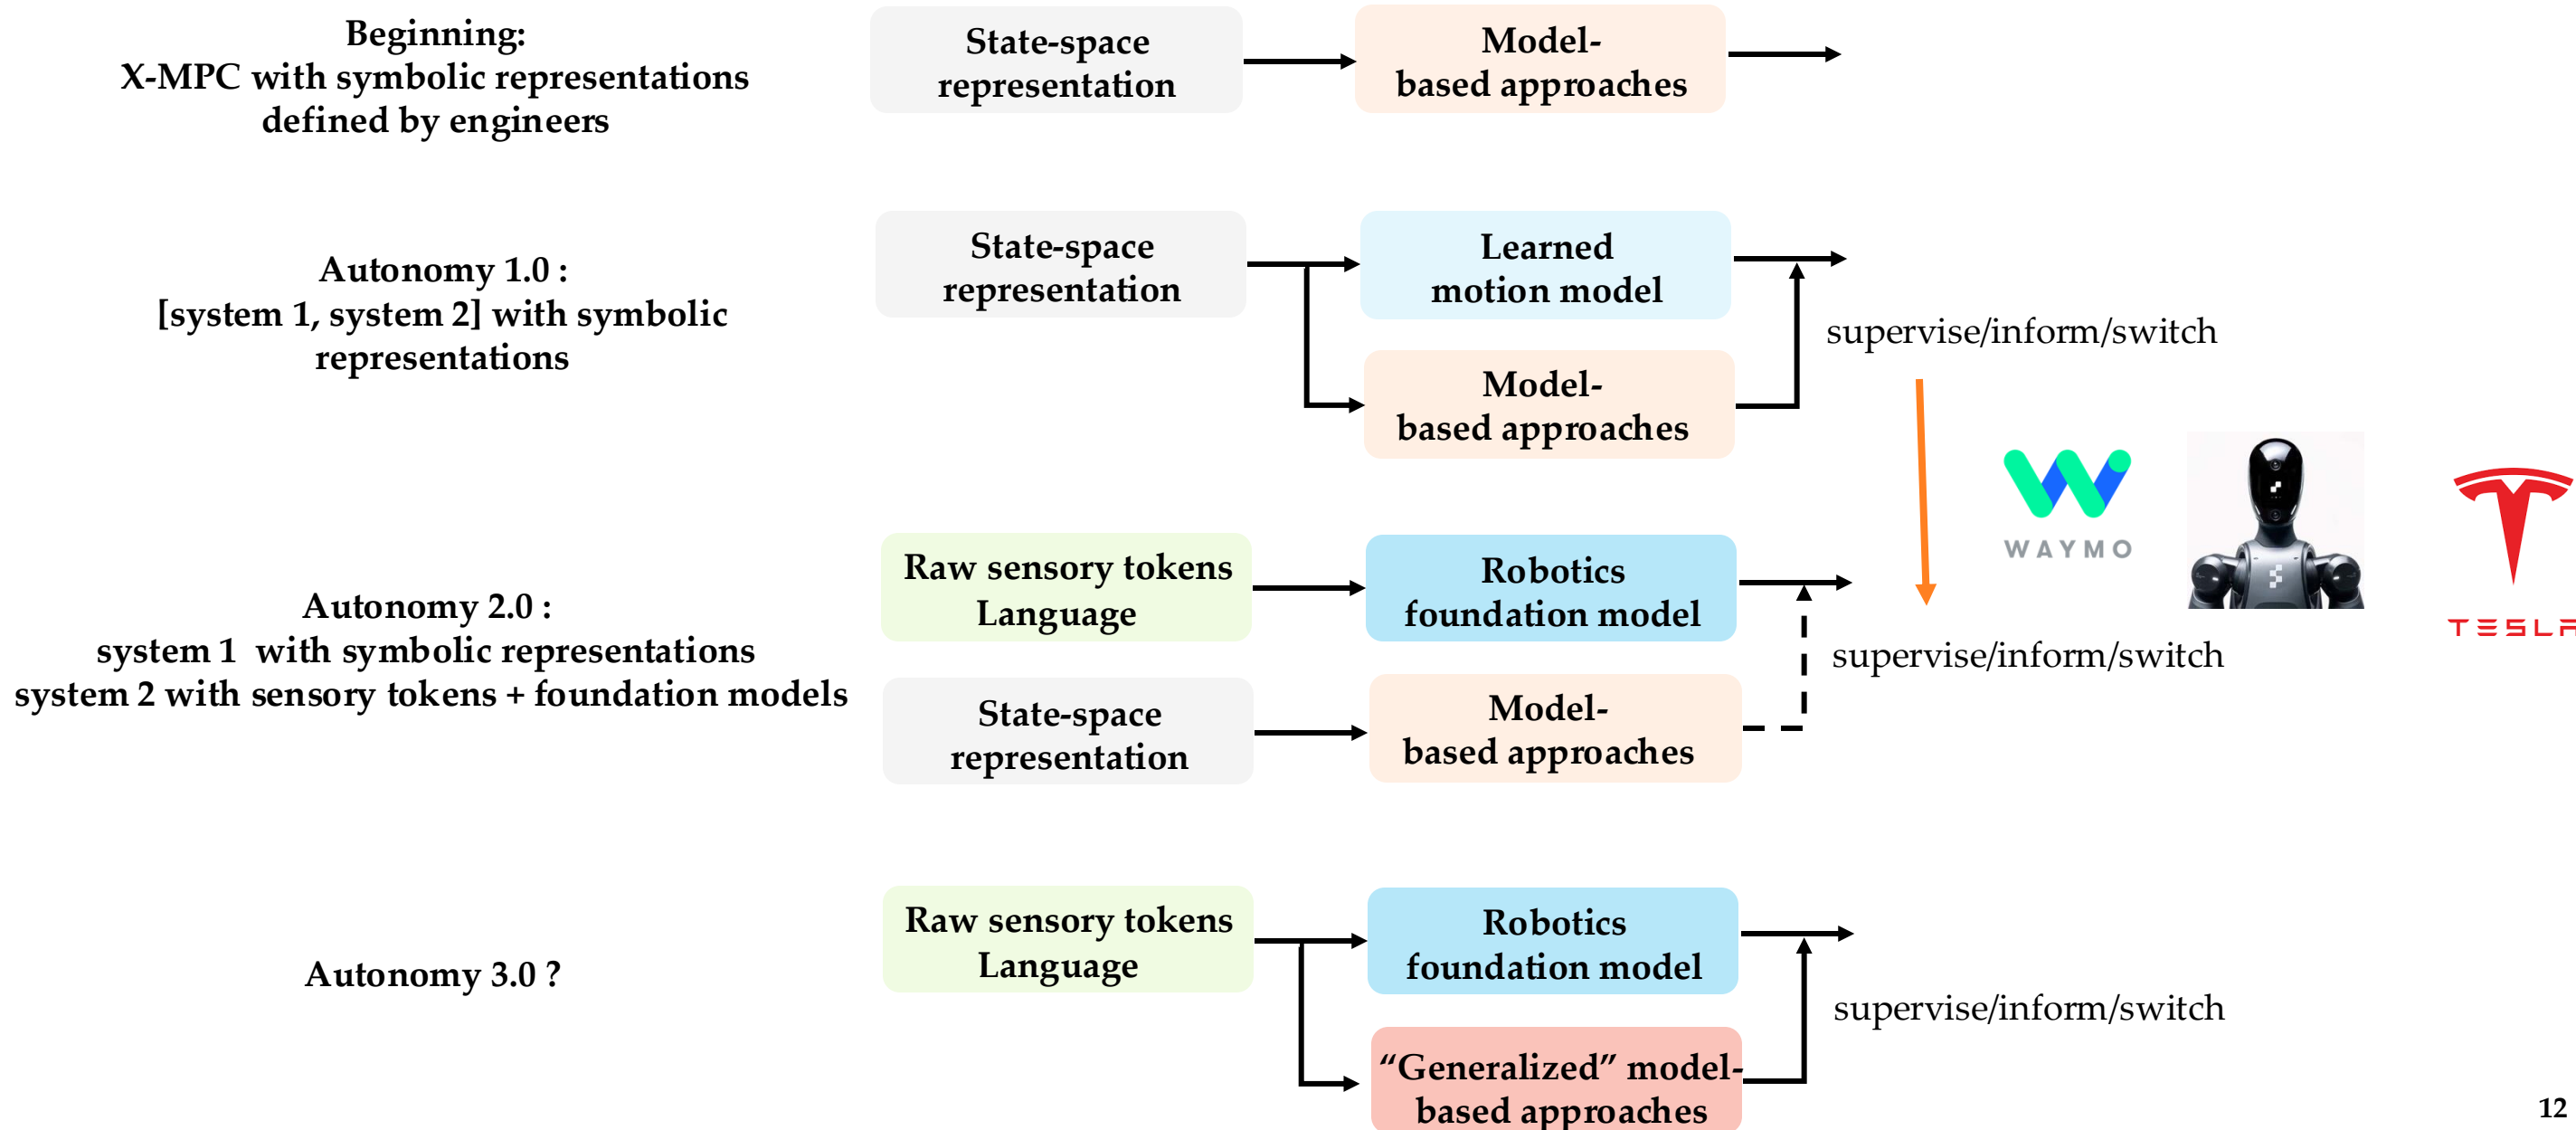 Beginning:
X-MPC with symbolic representations
defined by engineers
State-space
representation
Model-
based approaches
Autonomy 1.0 :
[system 1, system 2] with symbolic
representations
State-space
representation
Learned
motion model
Model-
based approaches
supervise/inform/switch
WAYMO
TESLA
Autonomy 2.0 :
system 1 with symbolic representations
system 2 with sensory tokens + foundation models
Raw sensory tokens
Language
Robotics
foundation model
State-space
representation
Model-
based approaches
supervise/inform/switch
Autonomy 3.0 ?
Raw sensory tokens
Language
Robotics
foundation model
“Generalized” model-
based approaches
supervise/inform/switch
12